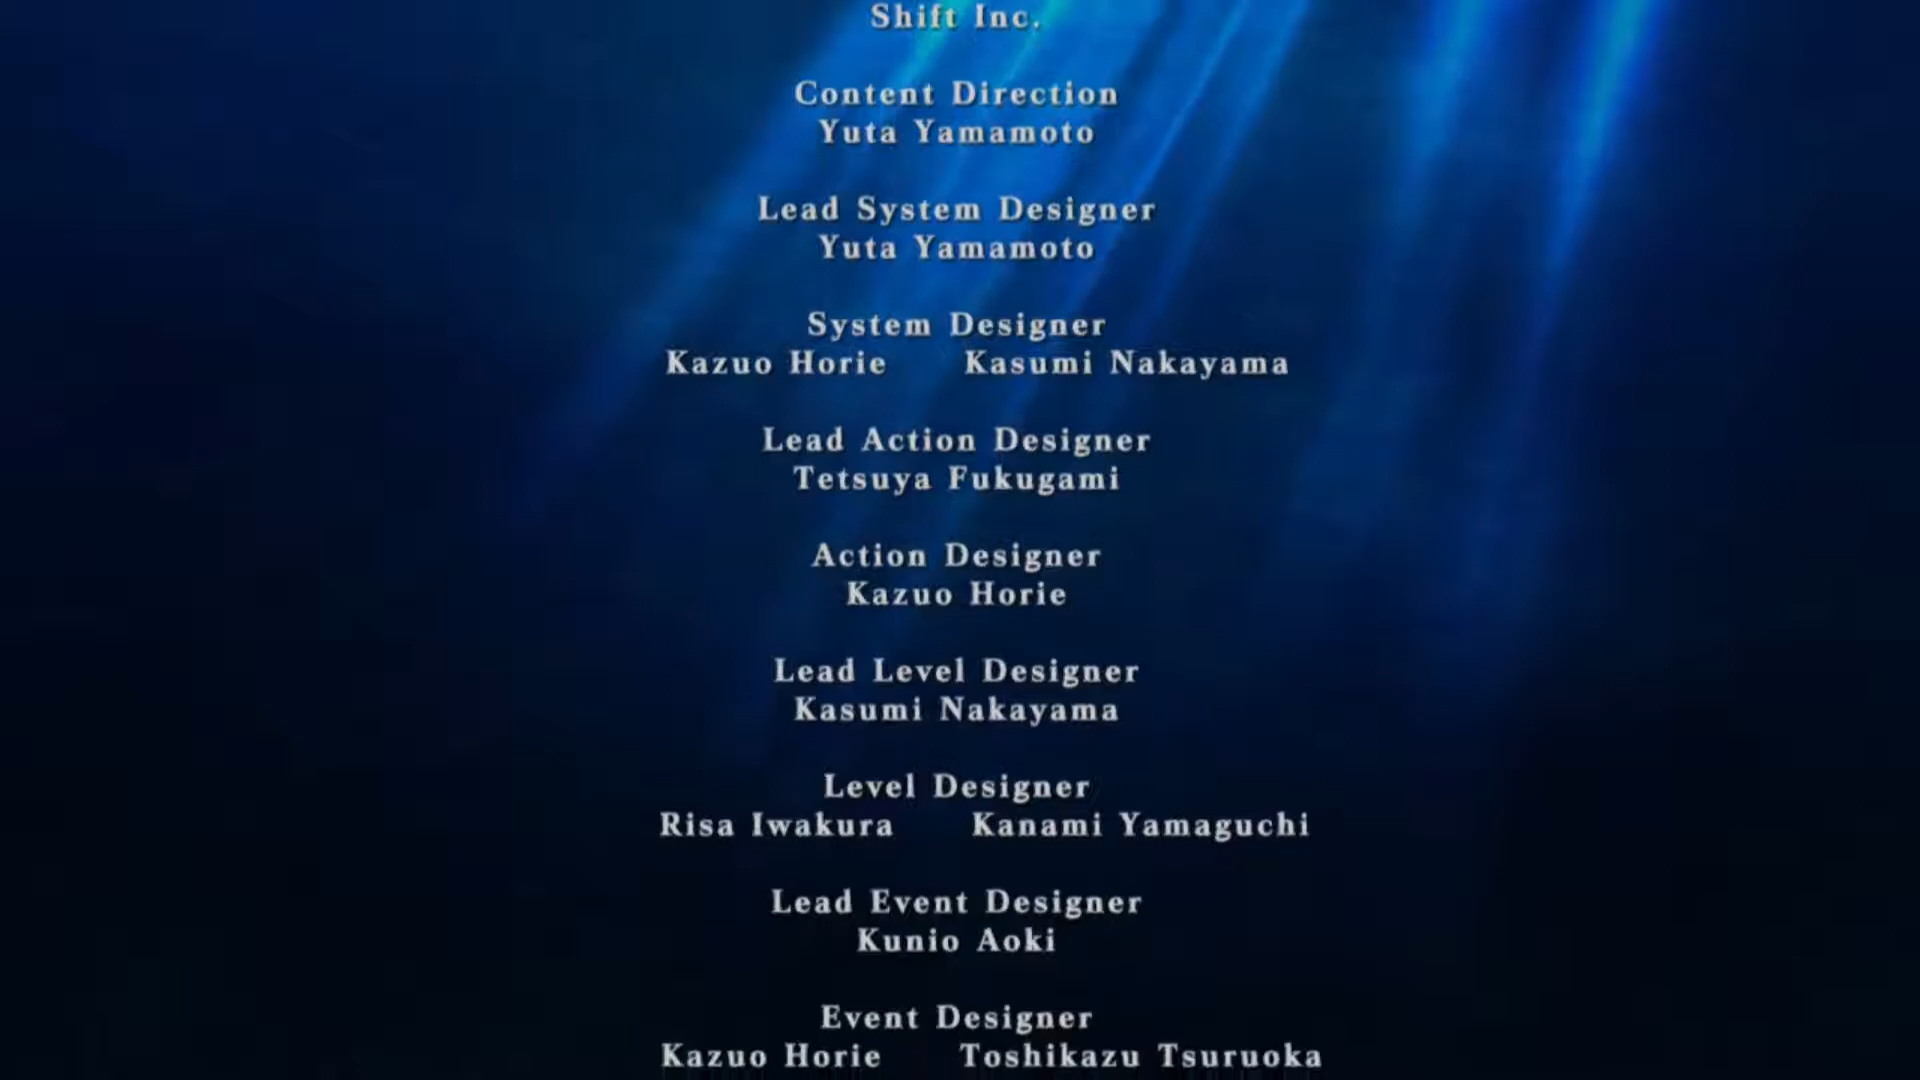 Shift Inc.
Content Direction
Yuta Yamamoto
Lead System Designer
Yuta Yamamoto
System Designer
Kazuo Horie Kasumi Nakayama
Lead Action Designer
Tetsuya Fukugami
Action Designer
Kazuo Horie
Lead Level Designer
Kasumi Nakayama
Level Designer
Risa Iwakura Kanami Yamaguchi
Lead Event Designer
Kunio Aoki
Event Designer
Kazuo Horie Toshikazu Tsuruoka